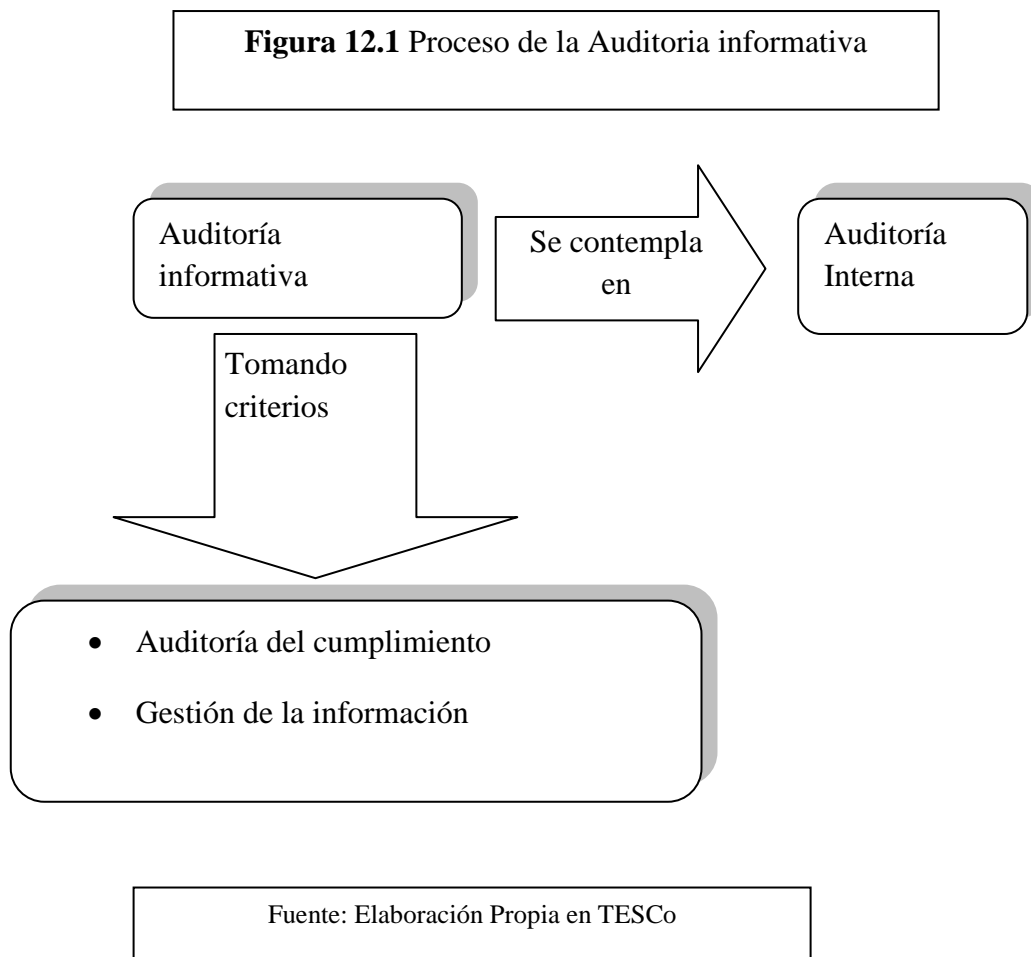 Figura 12.1 Proceso de la Auditoria informativa
Auditoría
informativa
Se contempla
en
Auditoría
Interna
Tomando
criterios
• Auditoría del cumplimiento
• Gestión de la información
Fuente: Elaboración Propia en TESCo